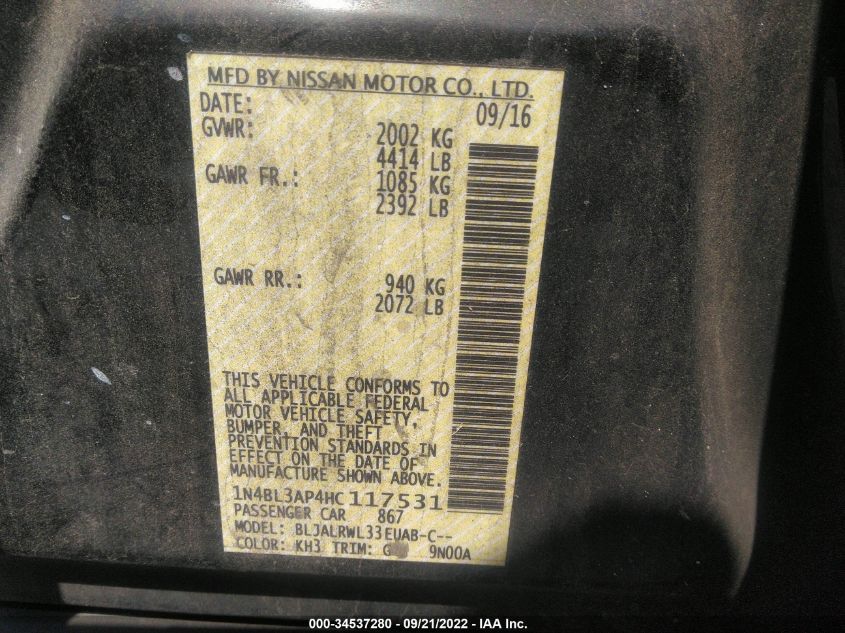 MFD BY NISSAN MOTOR CO., LTD.
DATE: 09/16
GVWR: 2002 KG
4414 LB
GAWR FR.: 1085 KG
2392 LB
GAWR RR.: 940 KG
2072 LB
THIS VEHICLE CONFORMS TO
ALL APPLICABLE FEDERAL
MOTOR VEHICLE SAFETY,
BUMPER, AND THEFT
PREVENTION STANDARDS IN
EFFECT ON THE DATE OF
MANUFACTURE SHOWN ABOVE.
1N4BL3AP4HC117531
PASSENGER CAR 867
MODEL: BLJALRWL33EUAB-C--
COLOR: KH3 TRIM: G 9N00A
000-34537280 - 09/21/2022 - IAA Inc.